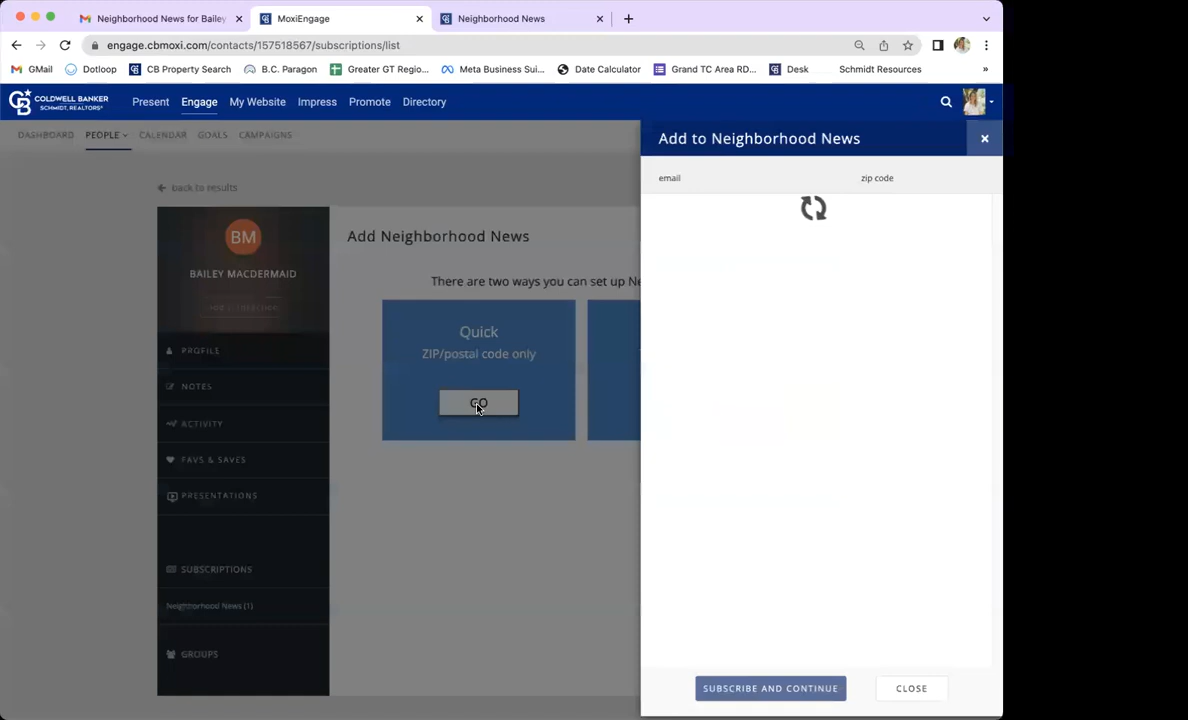 Neighborhood News for Bailey
MoxiEngage
Neighborhood News
engage.cbmoxi.com/contacts/157518567/subscriptions/list
GMail
Dotloop
CB Property Search
B.C. Paragon
Greater GT Regio...
Meta Business Sui...
Date Calculator
Grand TC Area RD...
Desk
Schmidt Resources
»
CB
COLDWELL BANKER
SCHMIDT, REALTORS®
Present
Engage
My Website
Impress
Promote
Directory
DASHBOARD
PEOPLE
CALENDAR
GOALS
CAMPAIGNS
Add to Neighborhood News
×
email
zip code
back to results
BM
BAILEY MACDERMAID
PROFILE
NOTES
ACTIVITY
FAVS & SAVES
PRESENTATIONS
SUBSCRIPTIONS
Neighborhood News (1)
GROUPS
Add Neighborhood News
There are two ways you can set up Ne
Quick
ZIP/postal code only
GO
SUBSCRIBE AND CONTINUE
CLOSE